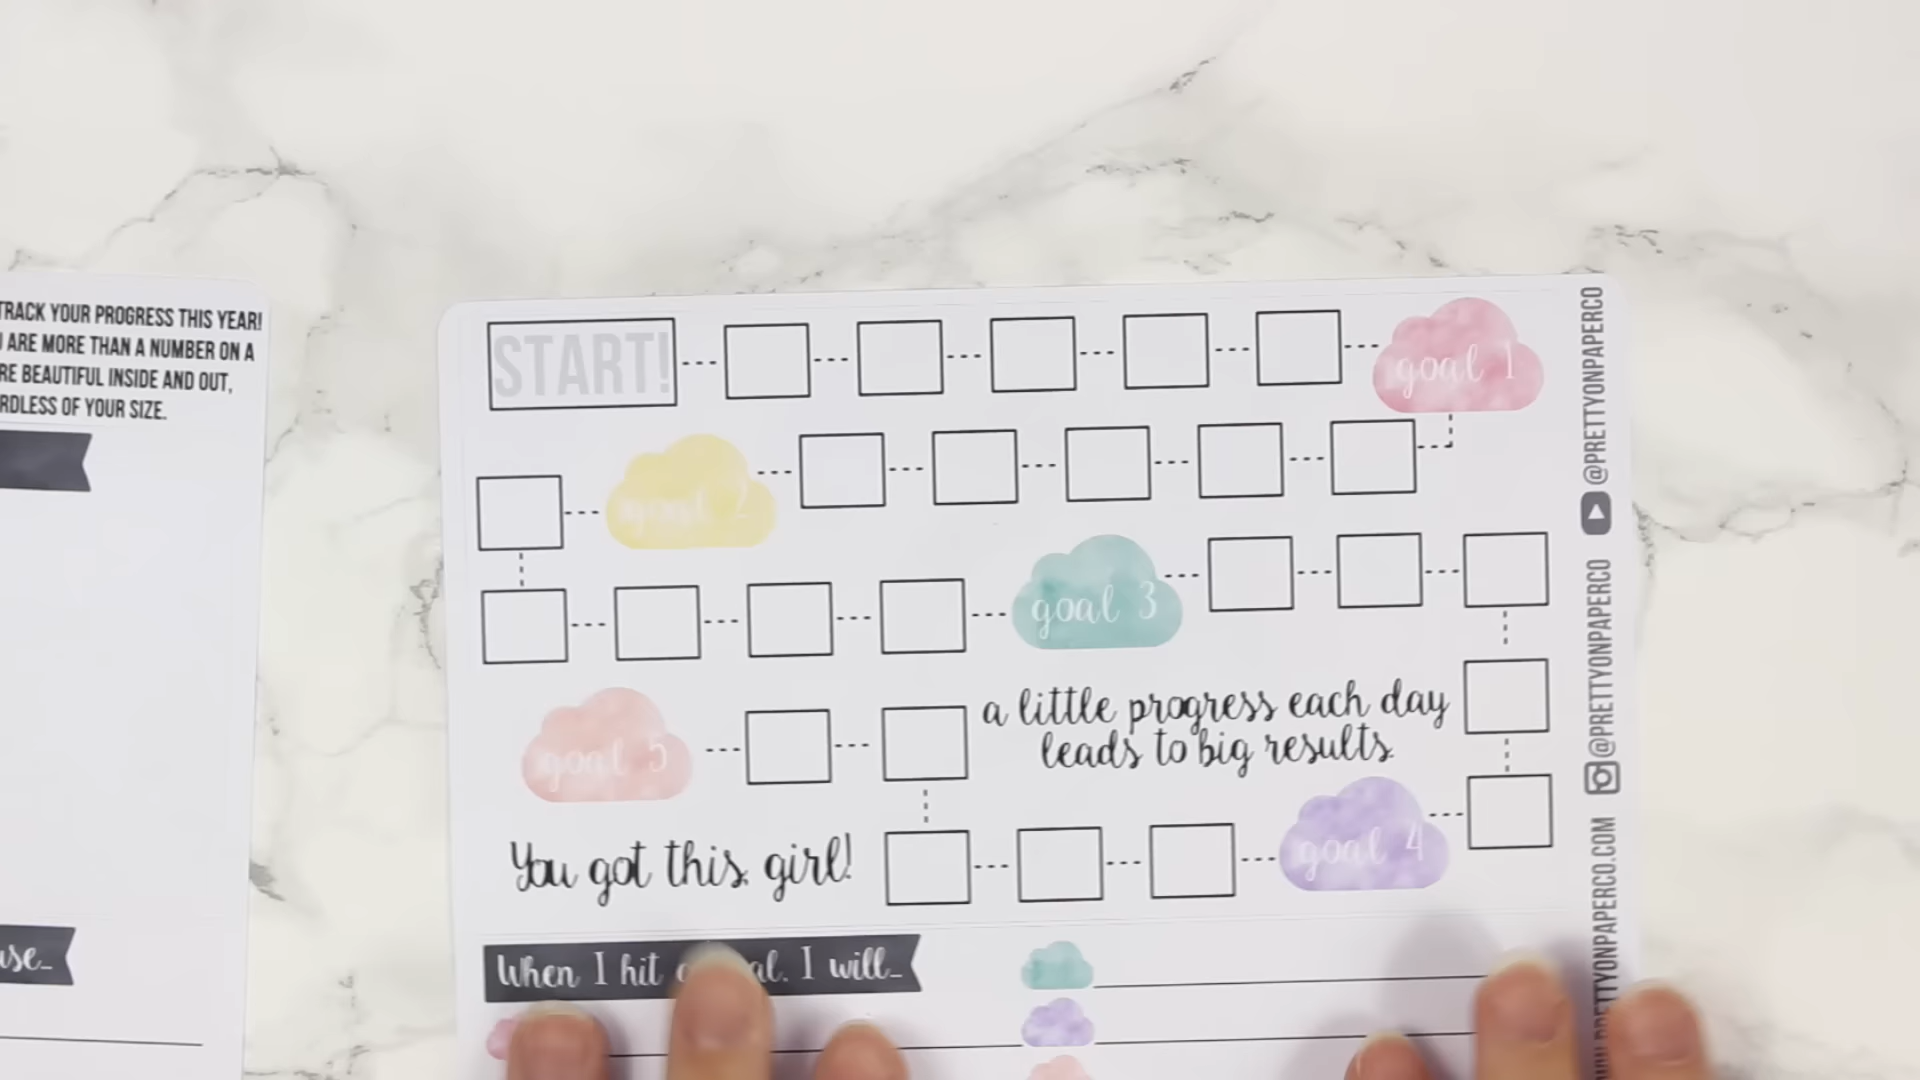 TRACK YOUR PROGRESS THIS YEAR!
ARE MORE THAN A NUMBER ON A
RE BEAUTIFUL INSIDE AND OUT,
RDLESS OF YOUR SIZE.
use_
START!
goal 1
goal 2
goal 3
a little progress each day
leads to big results.
goal 5
goal 4
You got this, girl!
When I hit a goal, I will_
@PRETTYONPAPERCO
@PRETTYONPAPERCO
.PRETTYONPAPERCO.COM